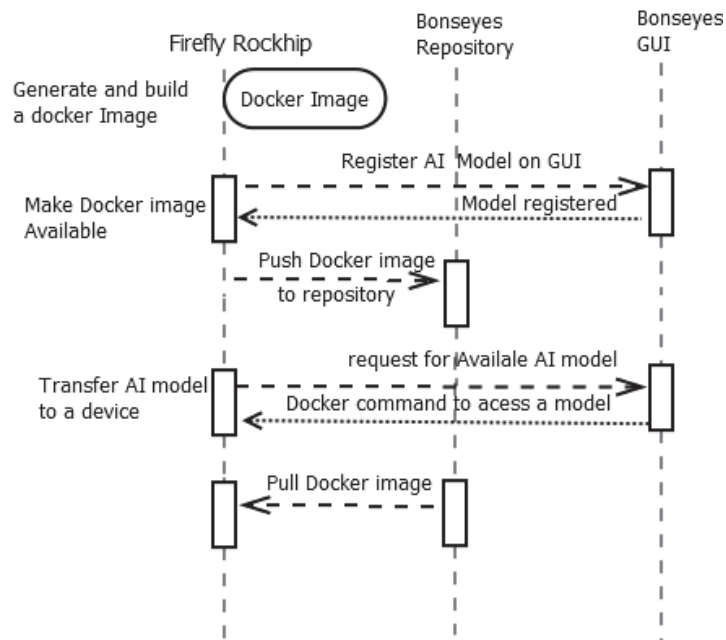 Firefly Rockhip
Bonseyes
Repository
Bonseyes
GUI
Generate and build
a docker Image
Docker Image
Register AI Model on GUI
Model registered
Make Docker image
Available
Push Docker image
to repository
request for Availale AI model
Transfer AI model
to a device
Docker command to acess a model
Pull Docker image